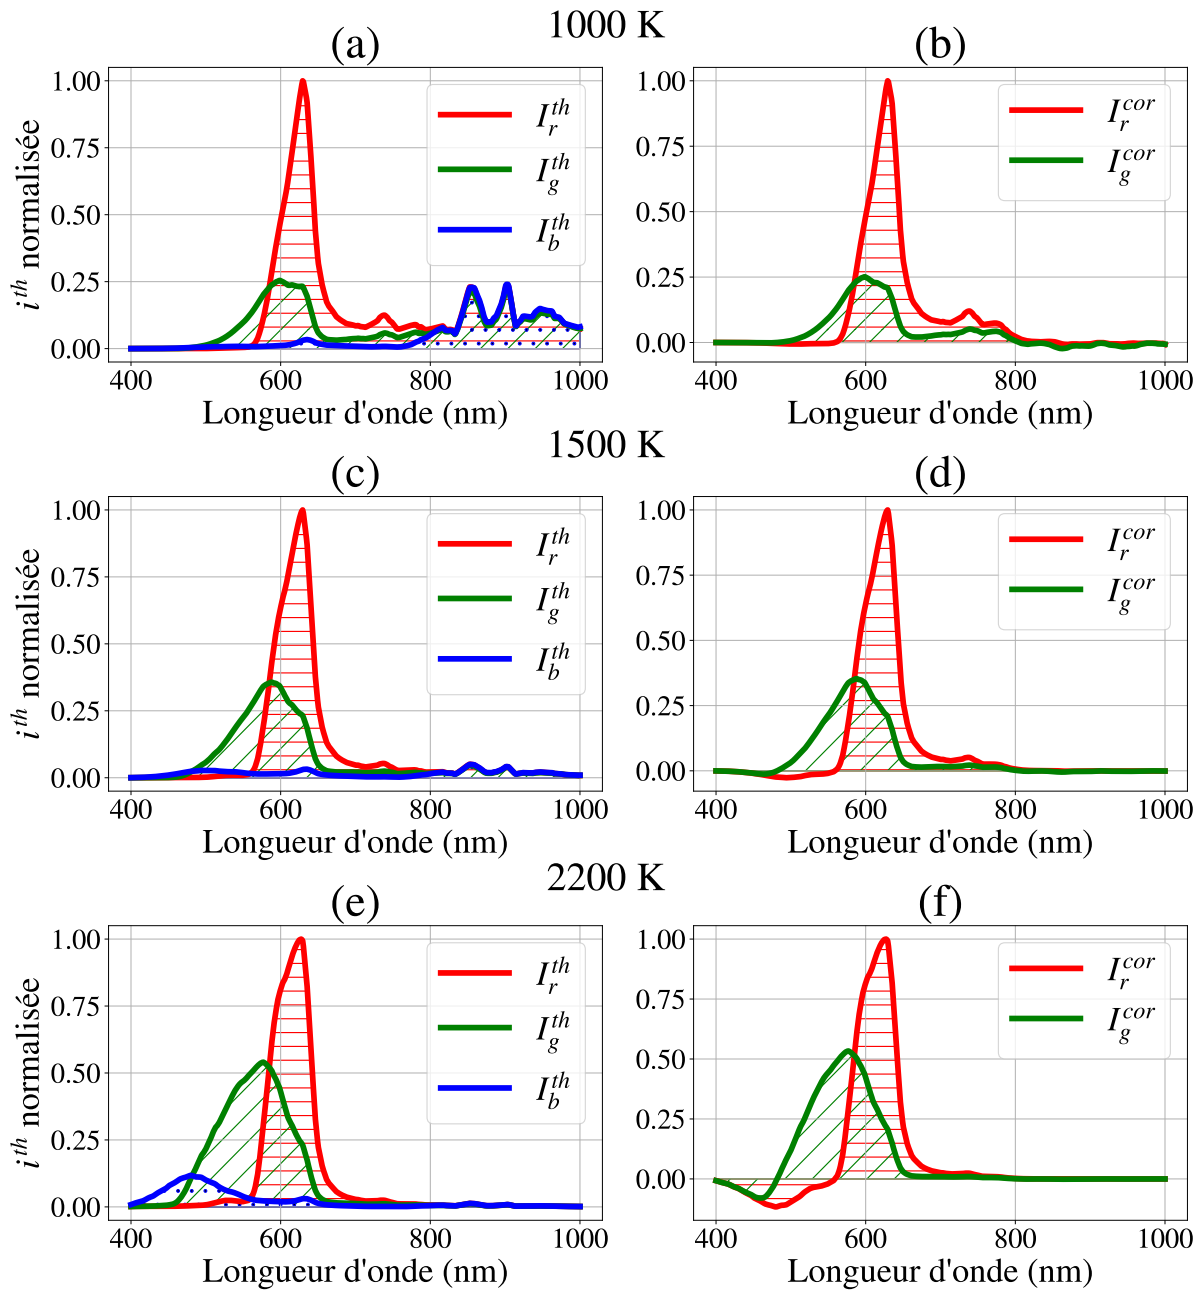 1000 K
(a)
(b)
1.00
0.75
0.50
0.25
0.00
i^th normalisée
I_r^th
I_g^th
I_b^th
400 600 800 1000
Longueur d'onde (nm)
1.00
0.75
0.50
0.25
0.00
I_r^cor
I_g^cor
400 600 800 1000
Longueur d'onde (nm)
1500 K
(c)
(d)
1.00
0.75
0.50
0.25
0.00
i^th normalisée
I_r^th
I_g^th
I_b^th
400 600 800 1000
Longueur d'onde (nm)
1.00
0.75
0.50
0.25
0.00
I_r^cor
I_g^cor
400 600 800 1000
Longueur d'onde (nm)
2200 K
(e)
(f)
1.00
0.75
0.50
0.25
0.00
i^th normalisée
I_r^th
I_g^th
I_b^th
400 600 800 1000
Longueur d'onde (nm)
1.00
0.75
0.50
0.25
0.00
I_r^cor
I_g^cor
400 600 800 1000
Longueur d'onde (nm)